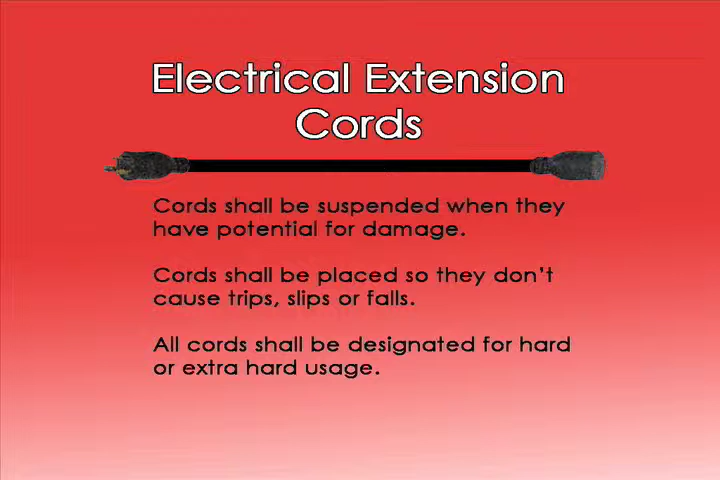 Electrical Extension
Cords
Cords shall be suspended when they
have potential for damage.
Cords shall be placed so they don't
cause trips, slips or falls.
All cords shall be designated for hard
or extra hard usage.